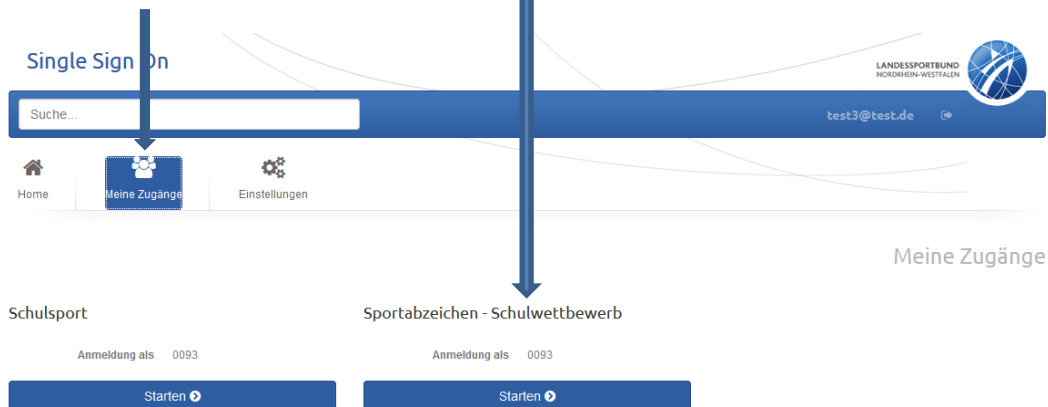 Single Sign On
LANDESSPORTBUND
NORDRHEIN-WESTFALEN
Suche...
test3@test.de
Home
Meine Zugänge
Einstellungen
Meine Zugänge
Schulsport
Sportabzeichen - Schulwettbewerb
Anmeldung als 0093
Anmeldung als 0093
Starten
Starten